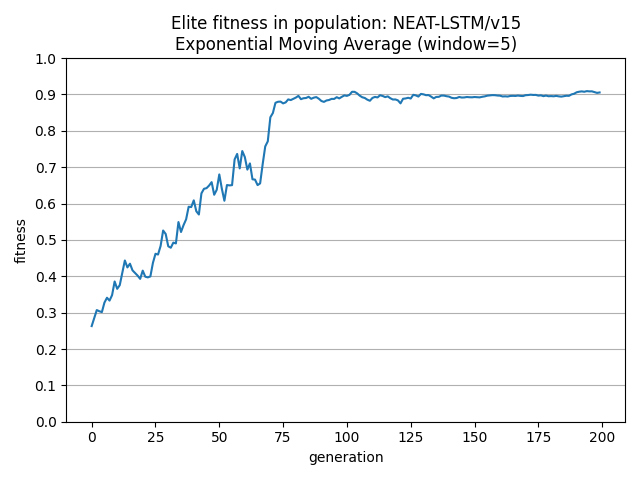 Elite fitness in population: NEAT-LSTM/v15
Exponential Moving Average (window=5)
1.0
0.9
0.8
0.7
0.6
0.5
0.4
0.3
0.2
0.1
0.0
fitness
0 25 50 75 100 125 150 175 200
generation